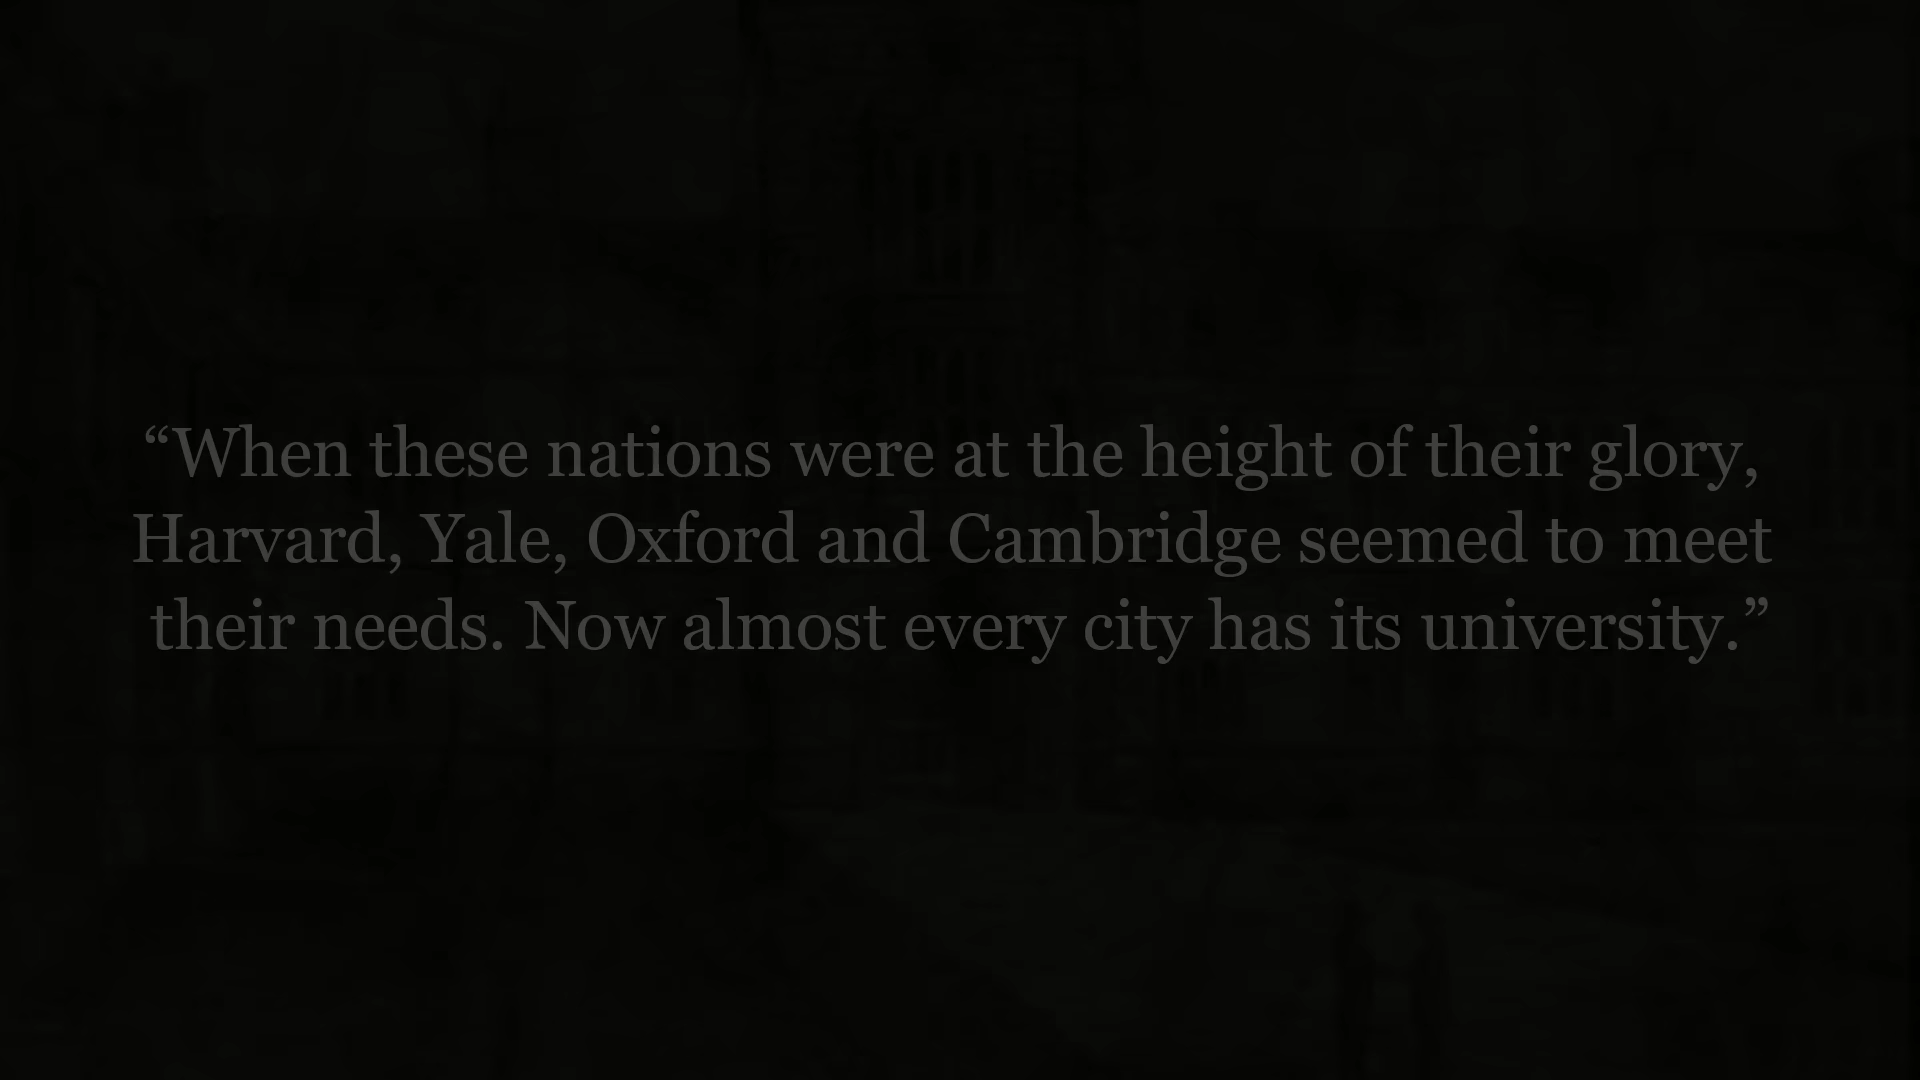 “When these nations were at the height of their glory,
Harvard, Yale, Oxford and Cambridge seemed to meet
their needs. Now almost every city has its university.”